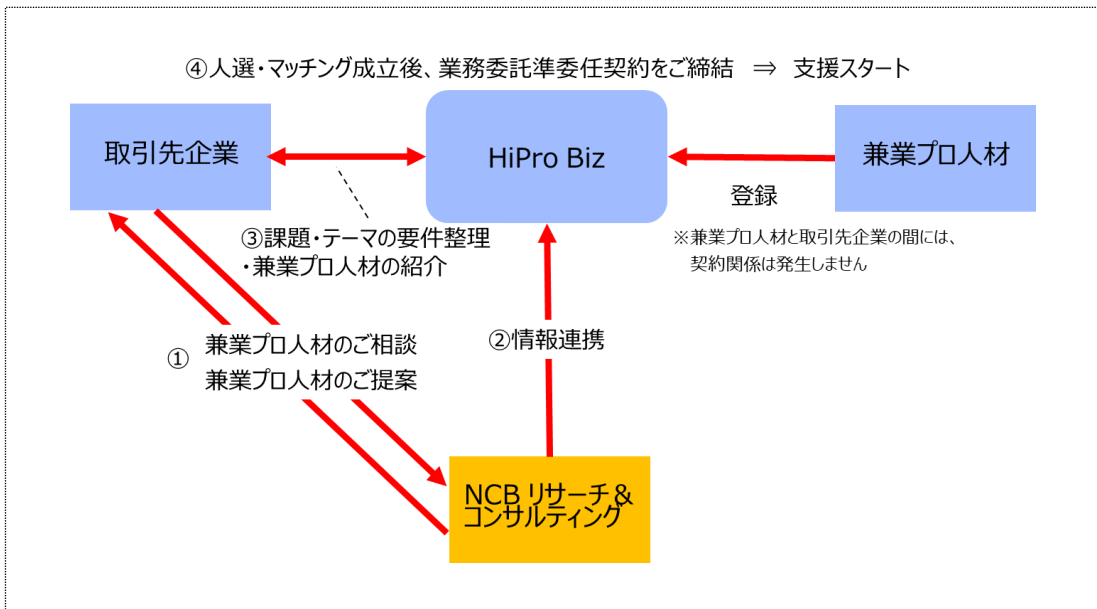 ④人選・マッチング成立後、業務委託準委任契約をご締結 ⇒ 支援スタート
取引先企業
HiPro Biz
兼業プロ人材
登録
※兼業プロ人材と取引先企業の間には、
契約関係は発生しません
③課題・テーマの要件整理
・兼業プロ人材の紹介
①
兼業プロ人材のご相談
兼業プロ人材のご提案
②情報連携
NCB リサーチ＆
コンサルティング